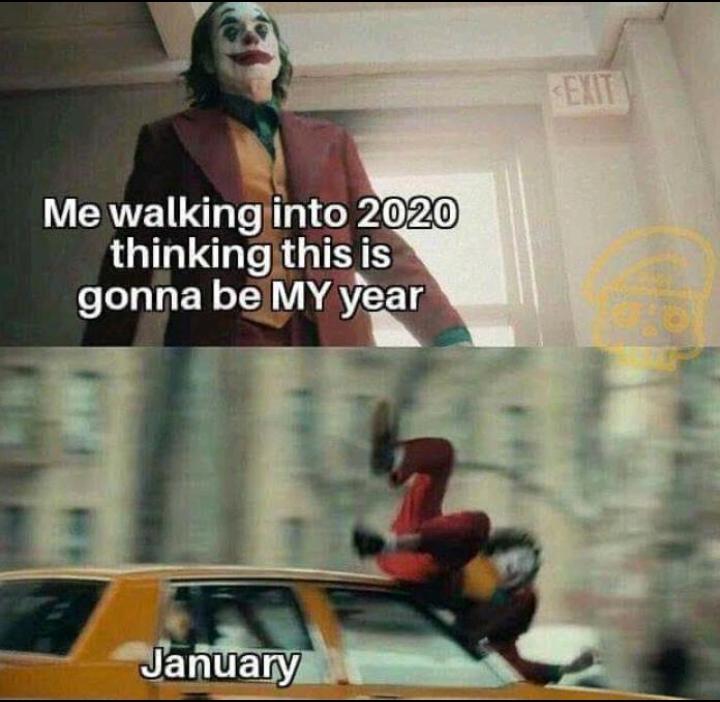 <EXIT
Me walking into 2020
thinking this is
gonna be MY year
January